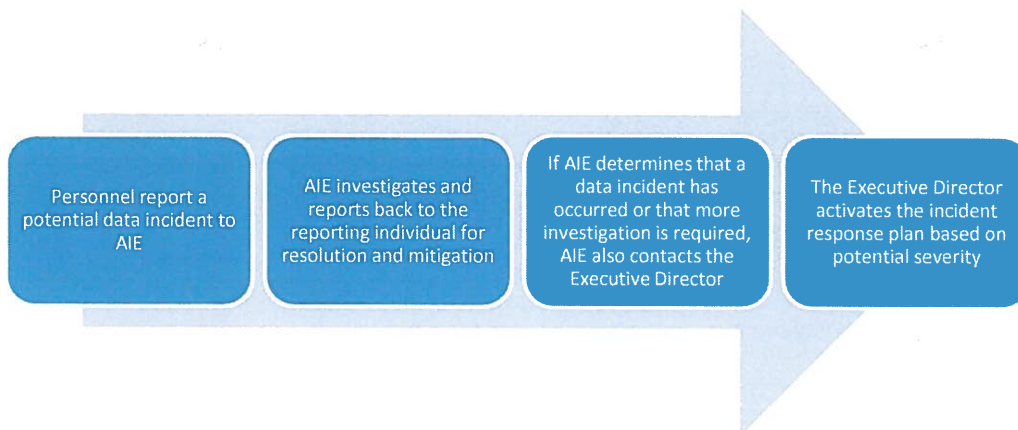 Personnel report a
potential data incident to
AIE
AIE investigates and
reports back to the
reporting individual for
resolution and mitigation
If AIE determines that a
data incident has
occurred or that more
investigation is required,
AIE also contacts the
Executive Director
The Executive Director
activates the incident
response plan based on
potential severity